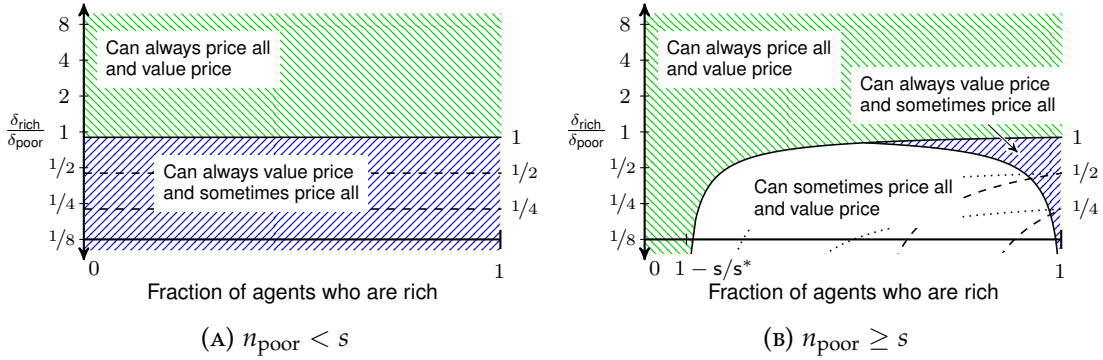 8
4
2
1
1/2
1/4
1/8
δrich
δpoor
Can always price all
and value price
Can always value price
and sometimes price all
1
1/2
1/4
0
1
Fraction of agents who are rich
(A) n_poor < s
8
4
2
1
1/2
1/4
1/8
δrich
δpoor
Can always price all
and value price
Can always value price
and sometimes price all
Can sometimes price all
and value price
1
1/2
1/4
0
1 − s/s*
1
Fraction of agents who are rich
(B) n_poor ≥ s